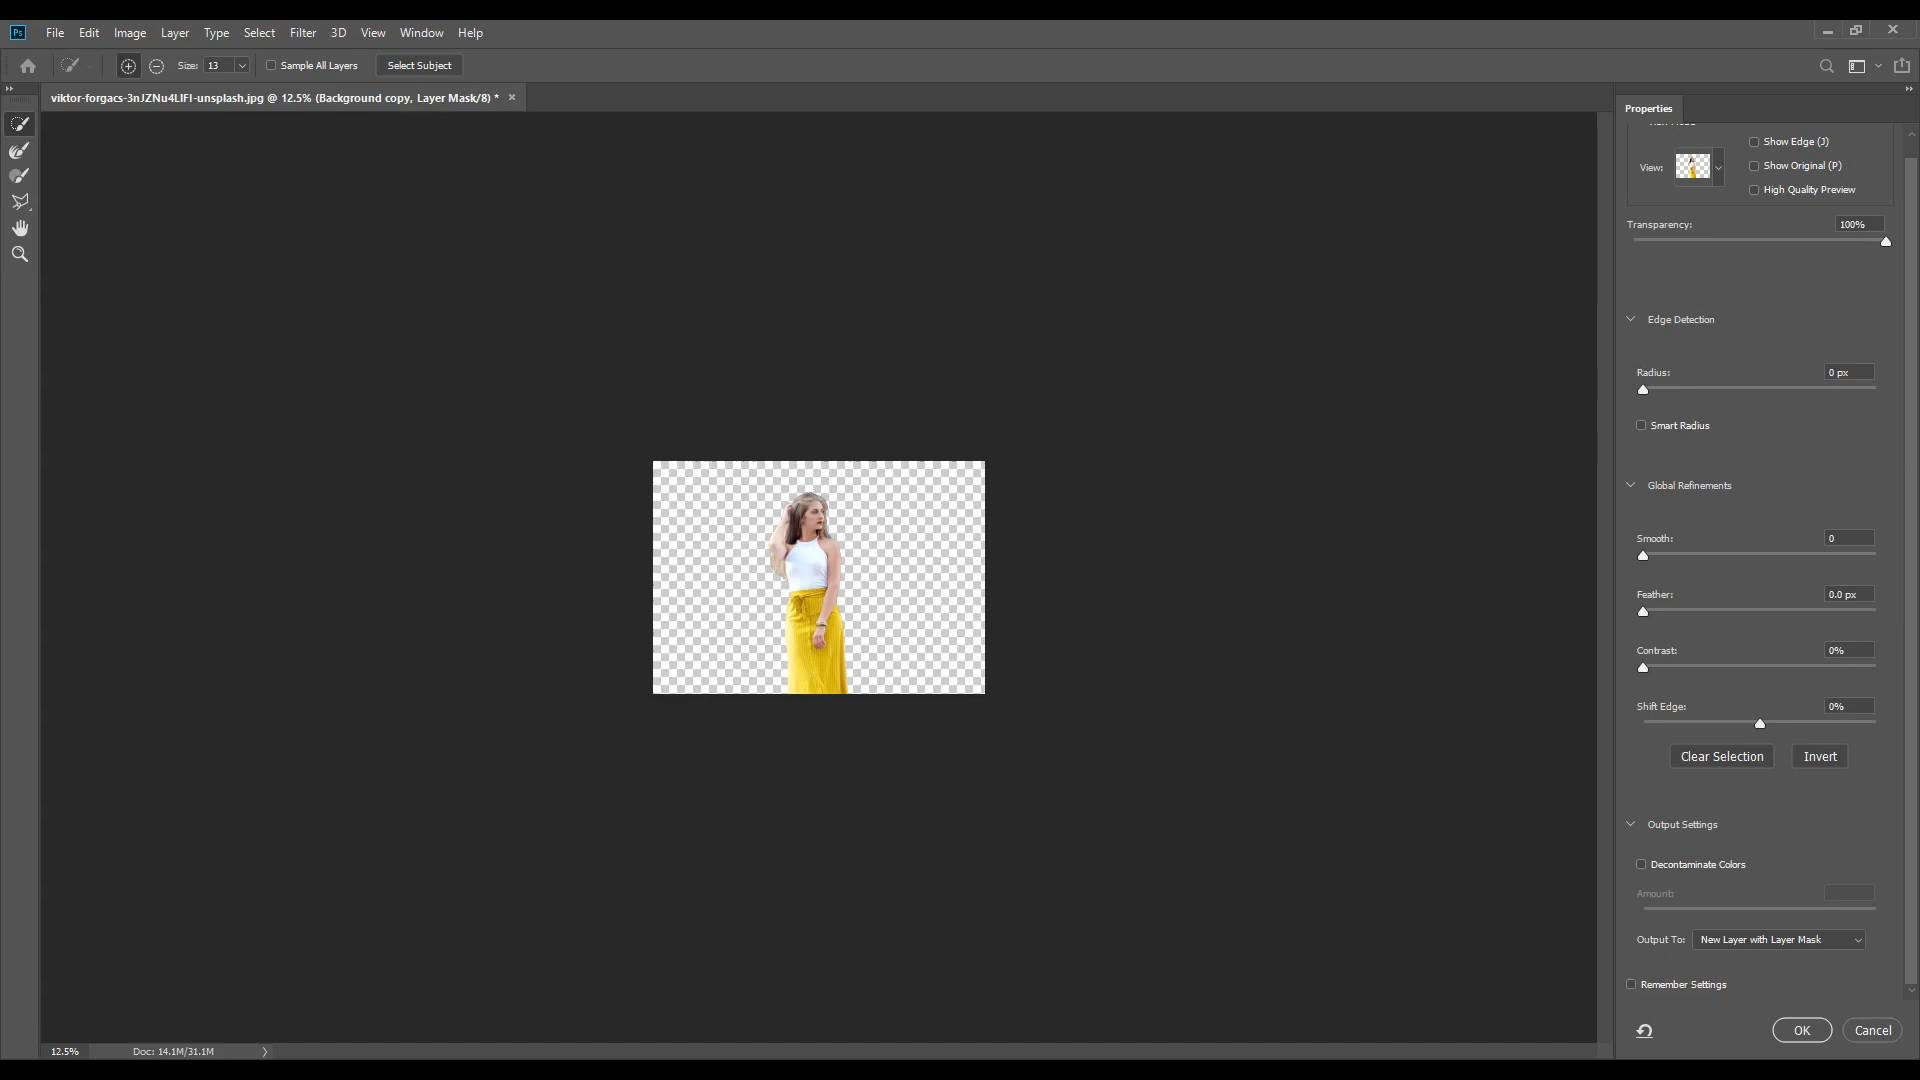 Ps File Edit Image Layer Type Select Filter 3D View Window Help
Size: 13 Sample All Layers Select Subject
viktor-forgacs-3nJZNu4LIFI-unsplash.jpg @ 12.5% (Background copy, Layer Mask/8) *
Properties
Show Edge (J)
View:
Show Original (P)
High Quality Preview
Transparency: 100%
Edge Detection
Radius: 0 px
Smart Radius
Global Refinements
Smooth: 0
Feather: 0.0 px
Contrast: 0%
Shift Edge: 0%
Clear Selection Invert
Output Settings
Decontaminate Colors
Amount:
Output To: New Layer with Layer Mask
Remember Settings
OK Cancel
12.5% Doc: 14.1M/31.1M